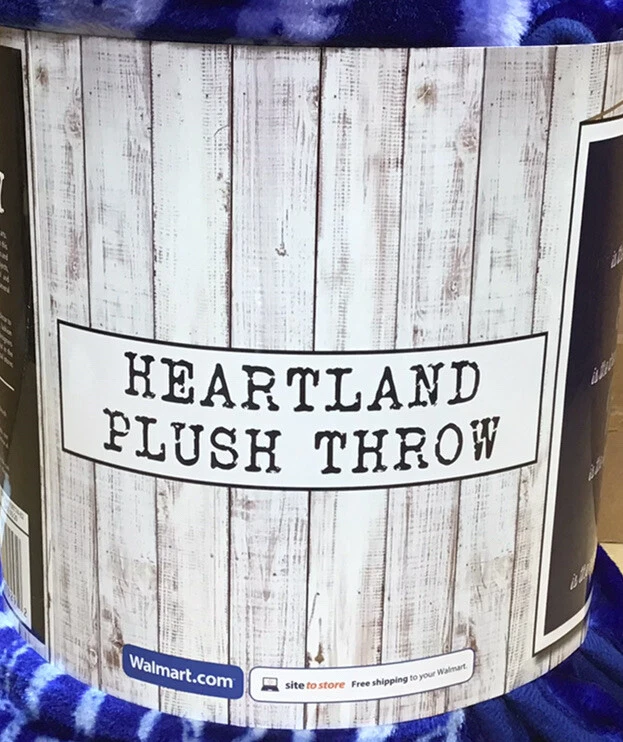 HEARTLAND
PLUSH THROW
Walmart.com
site to store Free shipping to your Walmart.